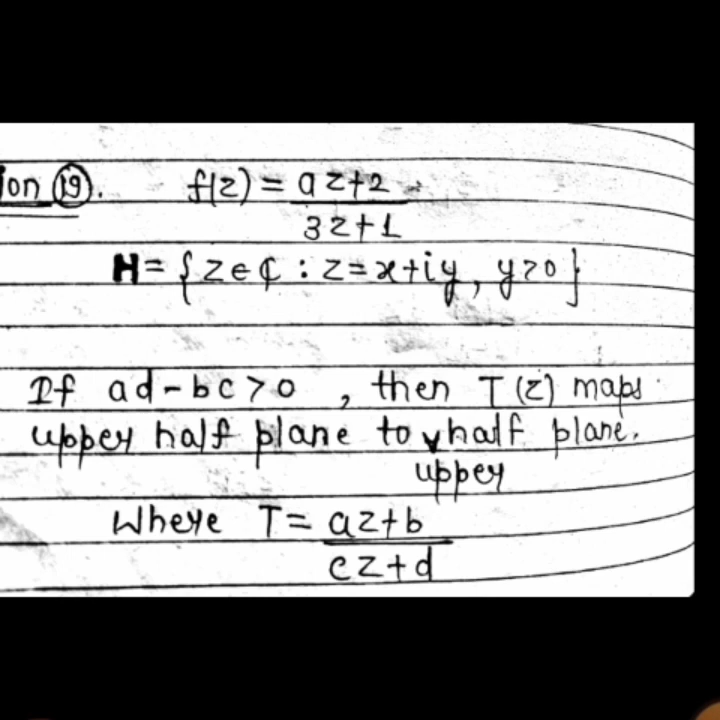 ion 19. f(z) = az+2 / 3z+1
H = { z ∈ ₵ : z = x+iy, y>0 }
If ad-bc>0, then T(z) maps
upper half plane to upper half plane.
Where T = az+b / cz+d